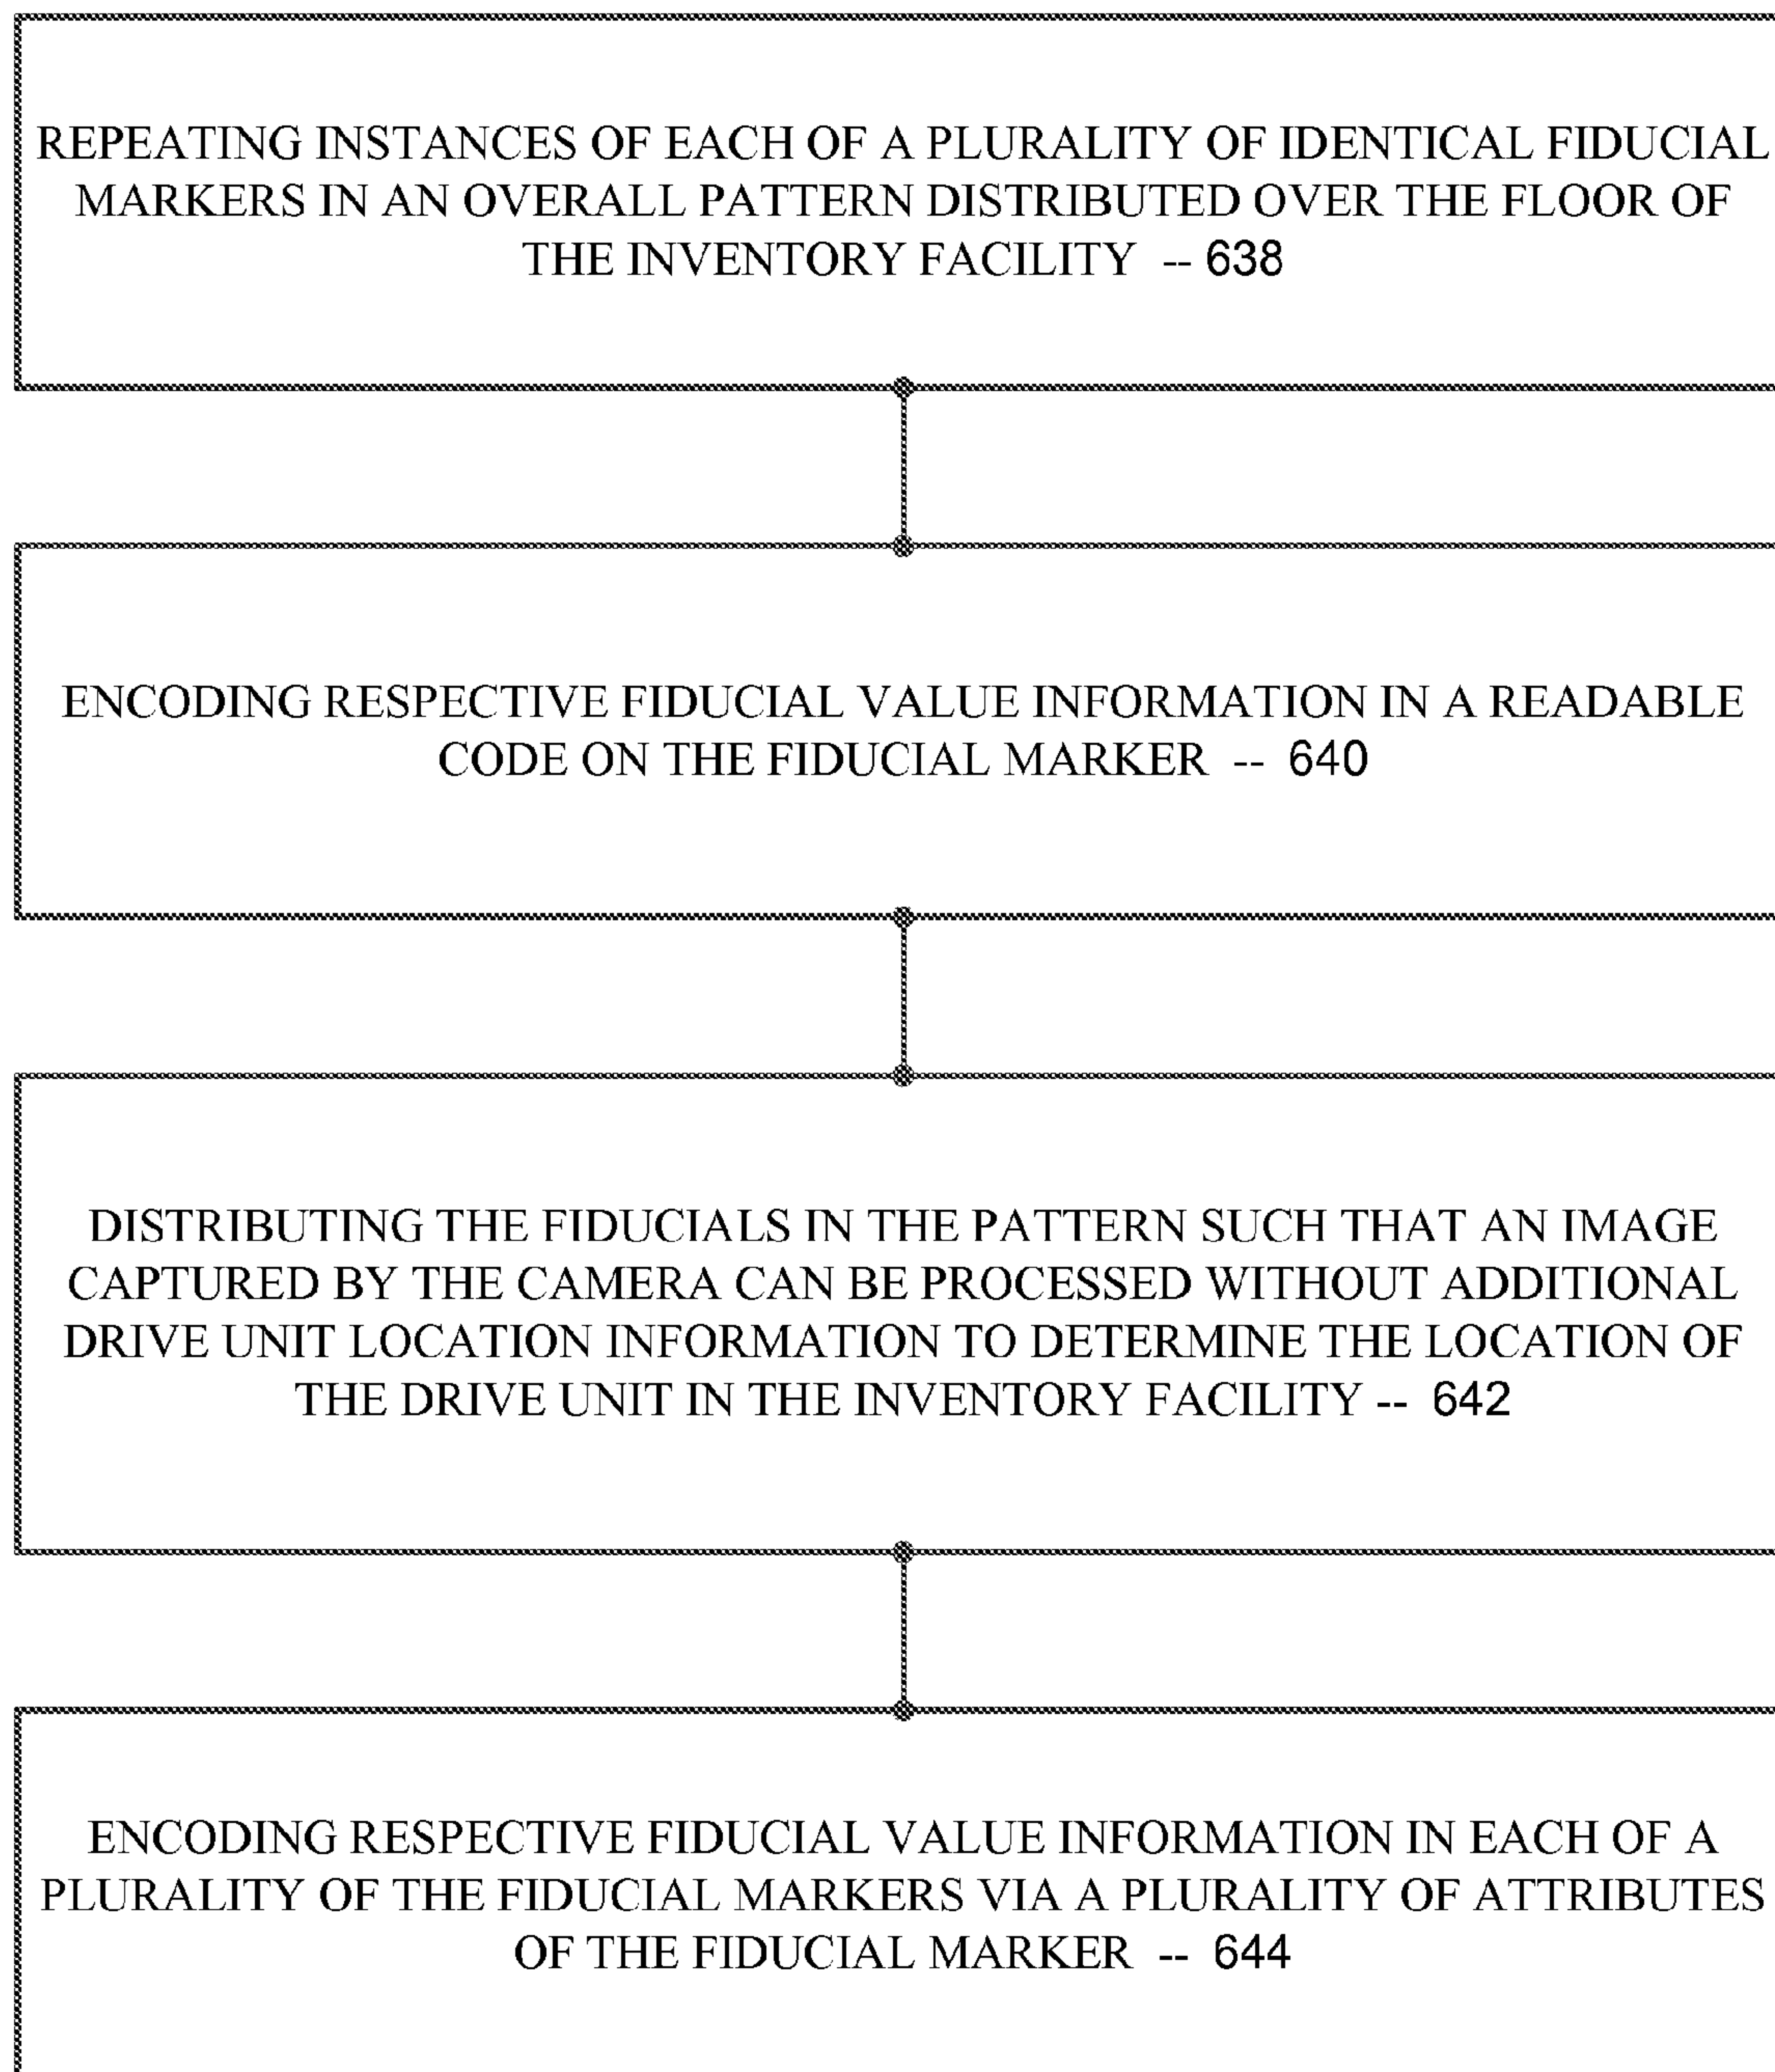 REPEATING INSTANCES OF EACH OF A PLURALITY OF IDENTICAL FIDUCIAL
MARKERS IN AN OVERALL PATTERN DISTRIBUTED OVER THE FLOOR OF
THE INVENTORY FACILITY -- 638
ENCODING RESPECTIVE FIDUCIAL VALUE INFORMATION IN A READABLE
CODE ON THE FIDUCIAL MARKER -- 640
DISTRIBUTING THE FIDUCIALS IN THE PATTERN SUCH THAT AN IMAGE
CAPTURED BY THE CAMERA CAN BE PROCESSED WITHOUT ADDITIONAL
DRIVE UNIT LOCATION INFORMATION TO DETERMINE THE LOCATION OF
THE DRIVE UNIT IN THE INVENTORY FACILITY -- 642
ENCODING RESPECTIVE FIDUCIAL VALUE INFORMATION IN EACH OF A
PLURALITY OF THE FIDUCIAL MARKERS VIA A PLURALITY OF ATTRIBUTES
OF THE FIDUCIAL MARKER -- 644